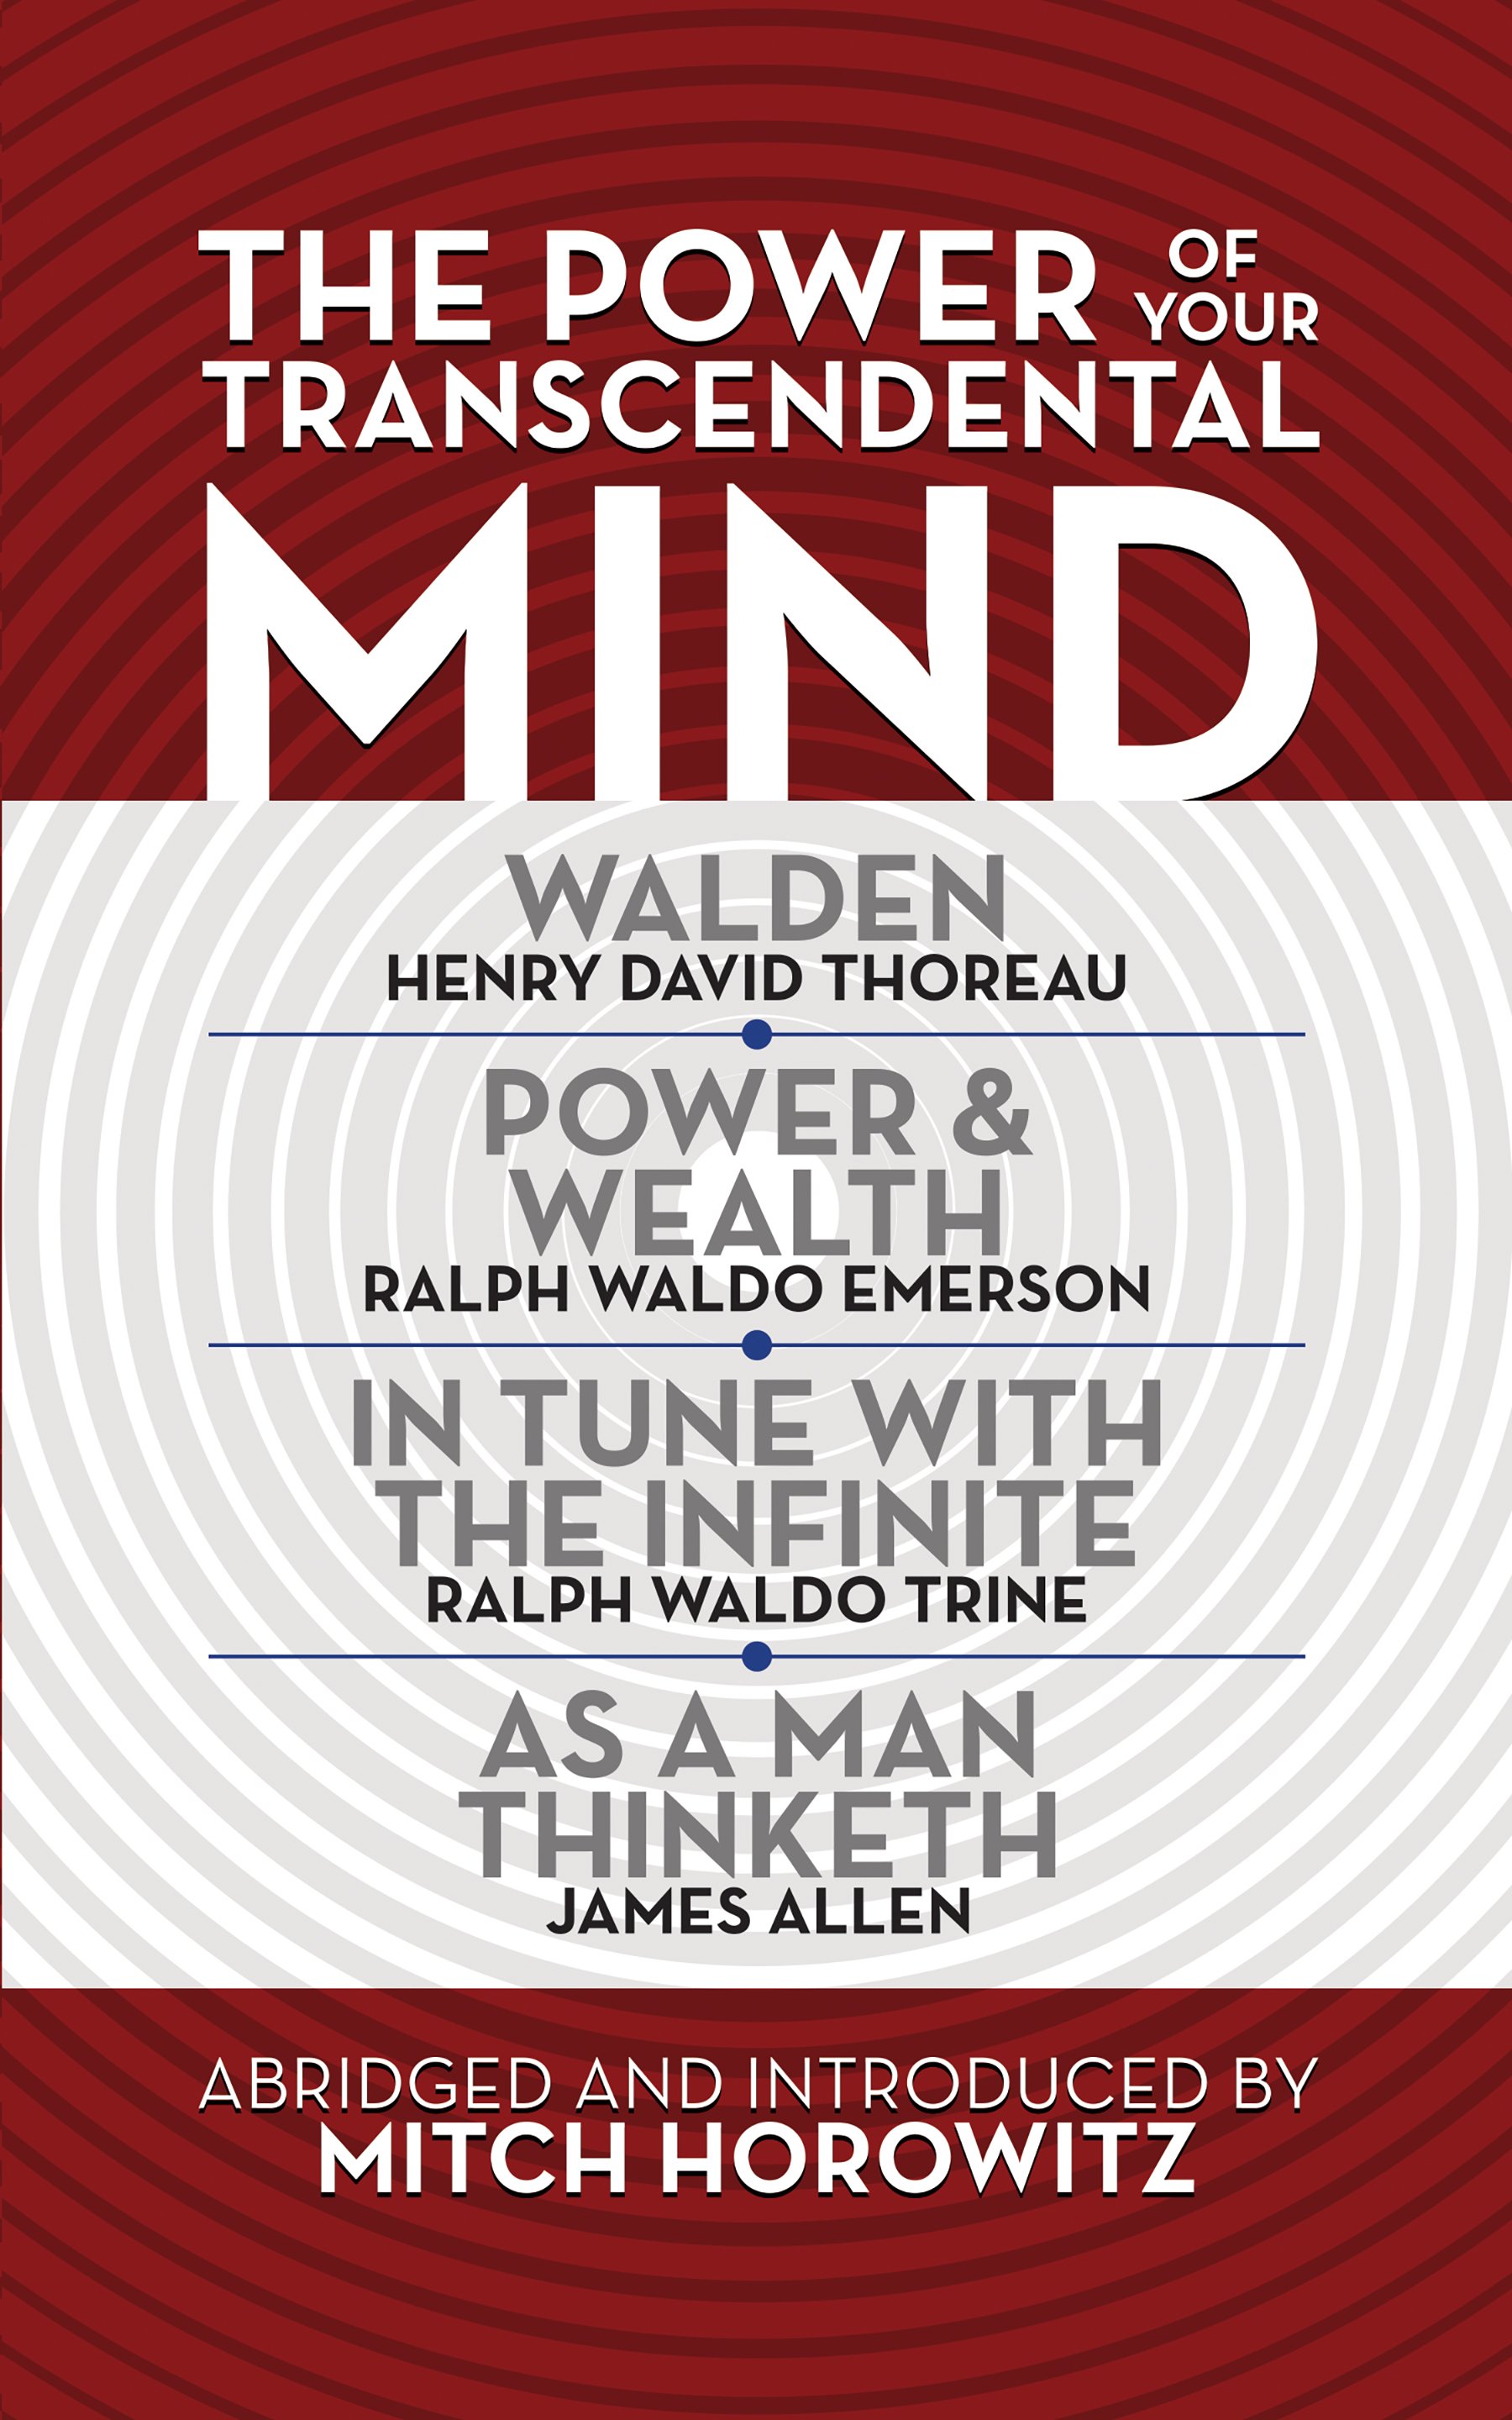 THE POWER OF YOUR
TRANSCENDENTAL
MIND
WALDEN
HENRY DAVID THOREAU
POWER &
WEALTH
RALPH WALDO EMERSON
IN TUNE WITH
THE INFINITE
RALPH WALDO TRINE
AS A MAN
THINKETH
JAMES ALLEN
ABRIDGED AND INTRODUCED BY
MITCH HOROWITZ